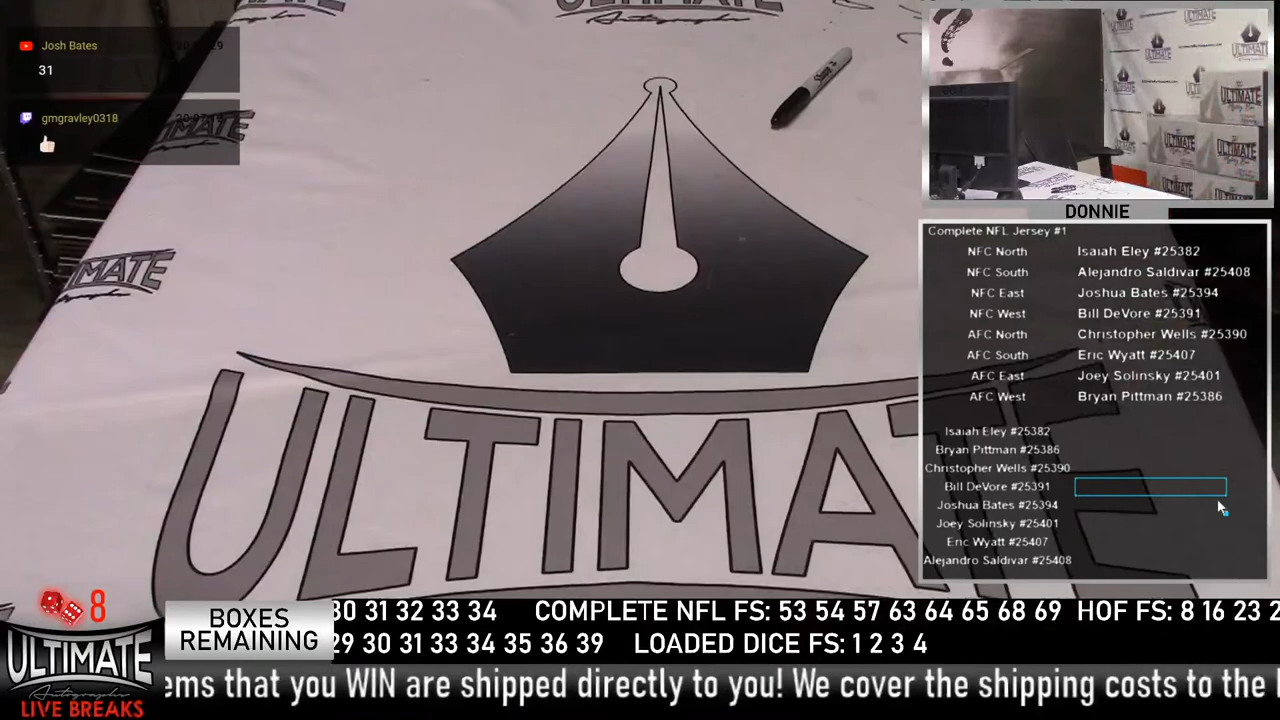 Josh Bates
31
gmgravley0318
ULTIMATE
Autographs
Sharpie
ULTIMATE
DONNIE
Complete NFL Jersey #1
NFC North Isaiah Eley #25382
NFC South Alejandro Saldivar #25408
NFC East Joshua Bates #25394
NFC West Bill DeVore #25391
AFC North Christopher Wells #25390
AFC South Eric Wyatt #25407
AFC East Joey Solinsky #25401
AFC West Bryan Pittman #25386
Isaiah Eley #25382
Bryan Pittman #25386
Christopher Wells #25390
Bill DeVore #25391
Joshua Bates #25394
Joey Solinsky #25401
Eric Wyatt #25407
Alejandro Saldivar #25408
ULTIMATE
8
ULTIMATE
Autographs
LIVE BREAKS
BOXES
REMAINING
30 31 32 33 34 COMPLETE NFL FS: 53 54 57 63 64 65 68 69 HOF FS: 8 16 23 2
29 30 31 33 34 35 36 39 LOADED DICE FS: 1 2 3 4
ems that you WIN are shipped directly to you! We cover the shipping costs to the